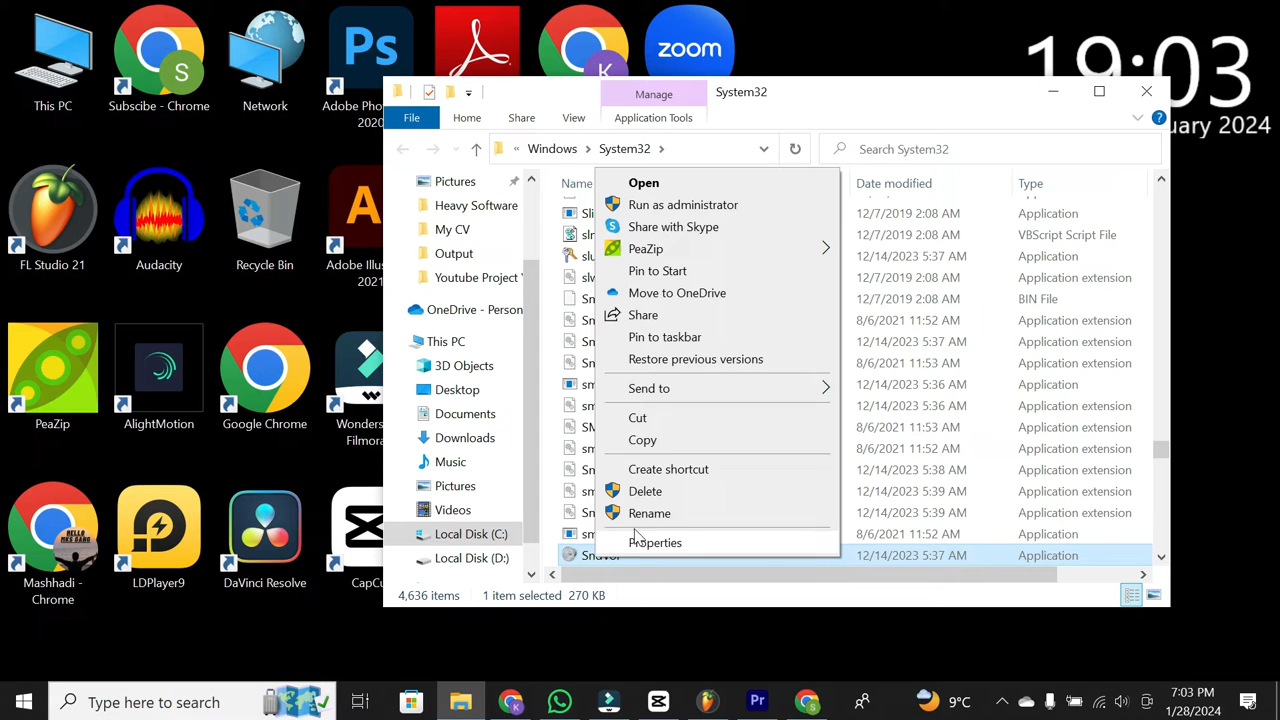 This PC
Subscibe - Chrome
Network
Adobe Pho
2020
zoom
19:03
uary 2024
FL Studio 21
Audacity
Recycle Bin
Adobe Illus
2021
PeaZip
AlightMotion
Google Chrome
Wonders
Filmora
Mashhadi -
Chrome
LDPlayer9
DaVinci Resolve
CapCu
Manage
System32
File
Home
Share
View
Application Tools
« Windows > System32 >
Search System32
Pictures
Heavy Software
My CV
Output
Youtube Project
OneDrive - Person
This PC
3D Objects
Desktop
Documents
Downloads
Music
Pictures
Videos
Local Disk (C:)
Local Disk (D:)
Name
Date modified
Type
12/7/2019 2:08 AM Application
12/7/2019 2:08 AM VBScript Script File
12/14/2023 5:37 AM Application
12/7/2019 2:08 AM Application extension
12/7/2019 2:08 AM BIN File
8/6/2021 11:52 AM Application extension
12/14/2023 5:37 AM Application extension
8/6/2021 11:53 AM Application extension
12/14/2023 5:36 AM Application
12/14/2023 5:36 AM Application extension
8/6/2021 11:53 AM Application extension
8/6/2021 11:52 AM Application extension
12/14/2023 5:38 AM Application extension
12/14/2023 5:39 AM Application extension
12/14/2023 5:39 AM Application extension
8/6/2021 11:52 AM Application
12/14/2023 5:37 AM Application
Open
Run as administrator
Share with Skype
PeaZip
Pin to Start
Move to OneDrive
Share
Pin to taskbar
Restore previous versions
Send to
Cut
Copy
Create shortcut
Delete
Rename
Properties
4,636 items
1 item selected 270 KB
Type here to search
9°C
7:03 PM
1/28/2024